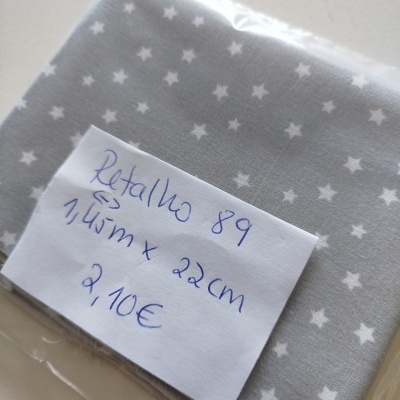 Retalho 89
<->
1,45m x 22cm
2,10€